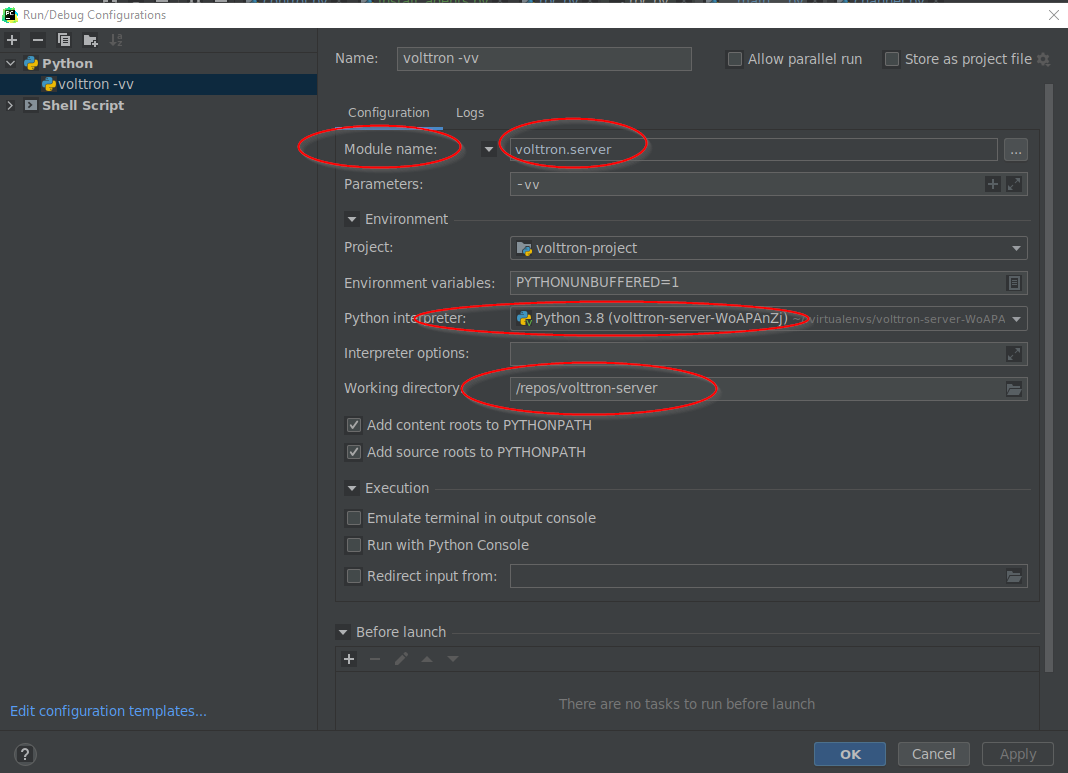 Run/Debug Configurations
Python
volttron -vv
Shell Script
Name: volttron -vv
Allow parallel run
Store as project file
Configuration Logs
Module name: volttron.server ...
Parameters: -vv
Environment
Project: volttron-project
Environment variables: PYTHONUNBUFFERED=1
Python interpreter: Python 3.8 (volttron-server-WoAPAnZj) virtualenvs/volttron-server-WoAPA
Interpreter options:
Working directory: /repos/volttron-server
Add content roots to PYTHONPATH
Add source roots to PYTHONPATH
Execution
Emulate terminal in output console
Run with Python Console
Redirect input from:
Before launch
There are no tasks to run before launch
Edit configuration templates...
? OK Cancel Apply